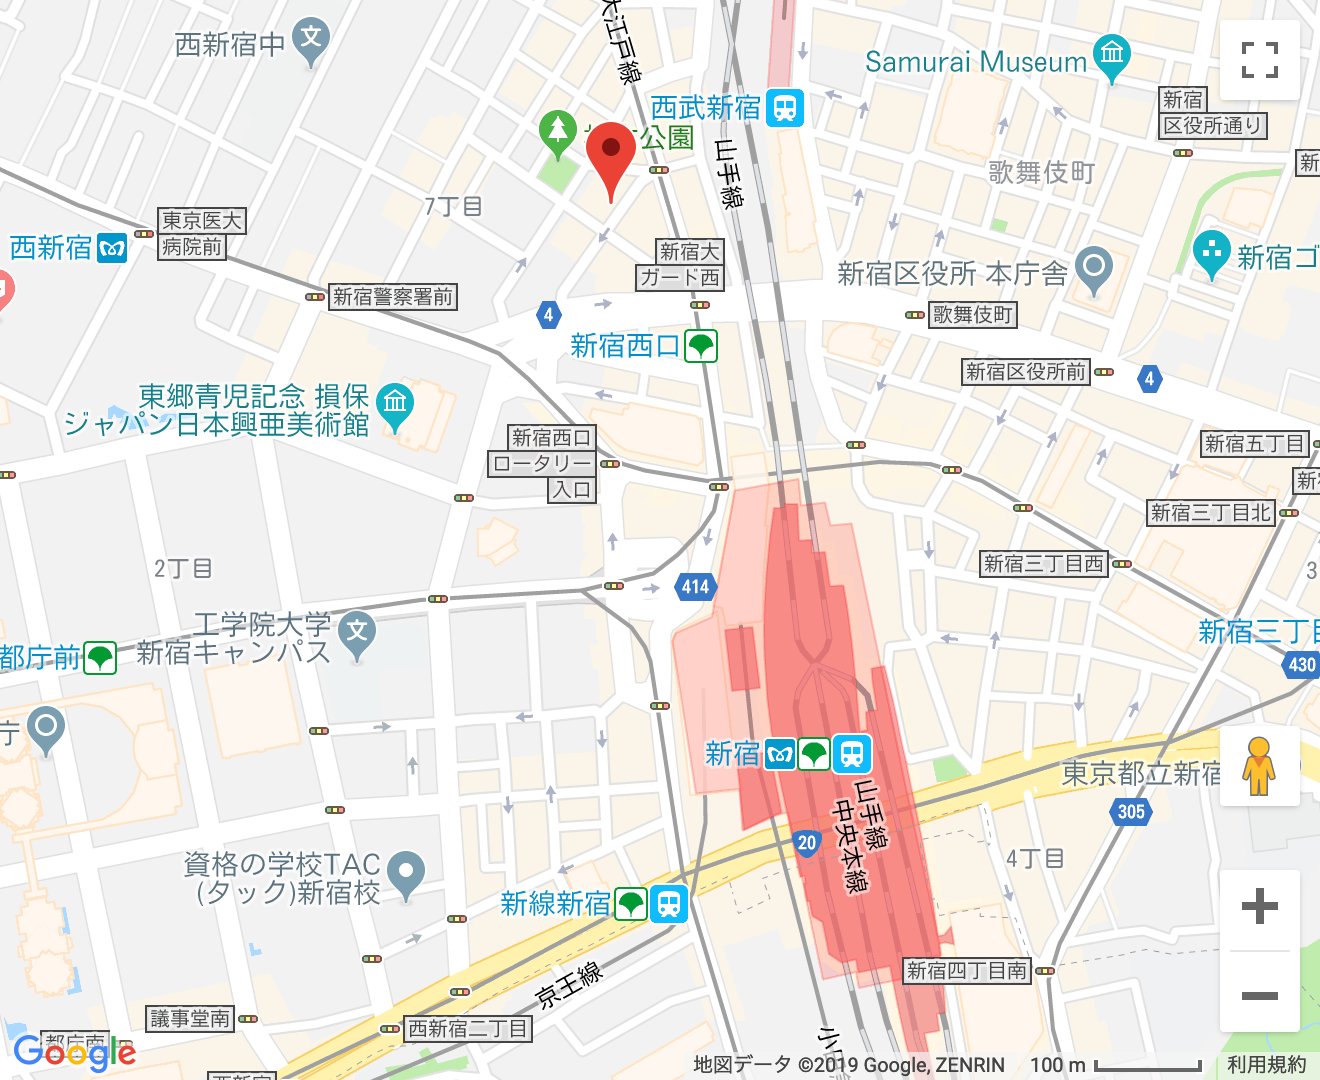 西新宿中
大江戸線
Samurai Museum
西武新宿
新宿
区役所通り
公園
山手線
新
歌舞伎町
7丁目
東京医大
病院前
西新宿
新宿大
ガード西
新宿区役所 本庁舎
新宿ゴ
新宿警察署前
4
歌舞伎町
新宿西口
新宿区役所前
4
東郷青児記念 損保
ジャパン日本興亜美術館
新宿西口
ロータリー
入口
新宿五丁目
新宿三丁目北
2丁目
新宿三丁目西
414
工学院大学
新宿キャンパス
新宿三丁目
都庁前
430
庁
新宿
東京都立新宿
山手線
中央本線
305
20
4丁目
資格の学校TAC
(タック)新宿校
新線新宿
京王線
新宿四丁目南
議事堂南
西新宿二丁目
都庁南
Google
小
地図データ ©2019 Google, ZENRIN
100 m
利用規約